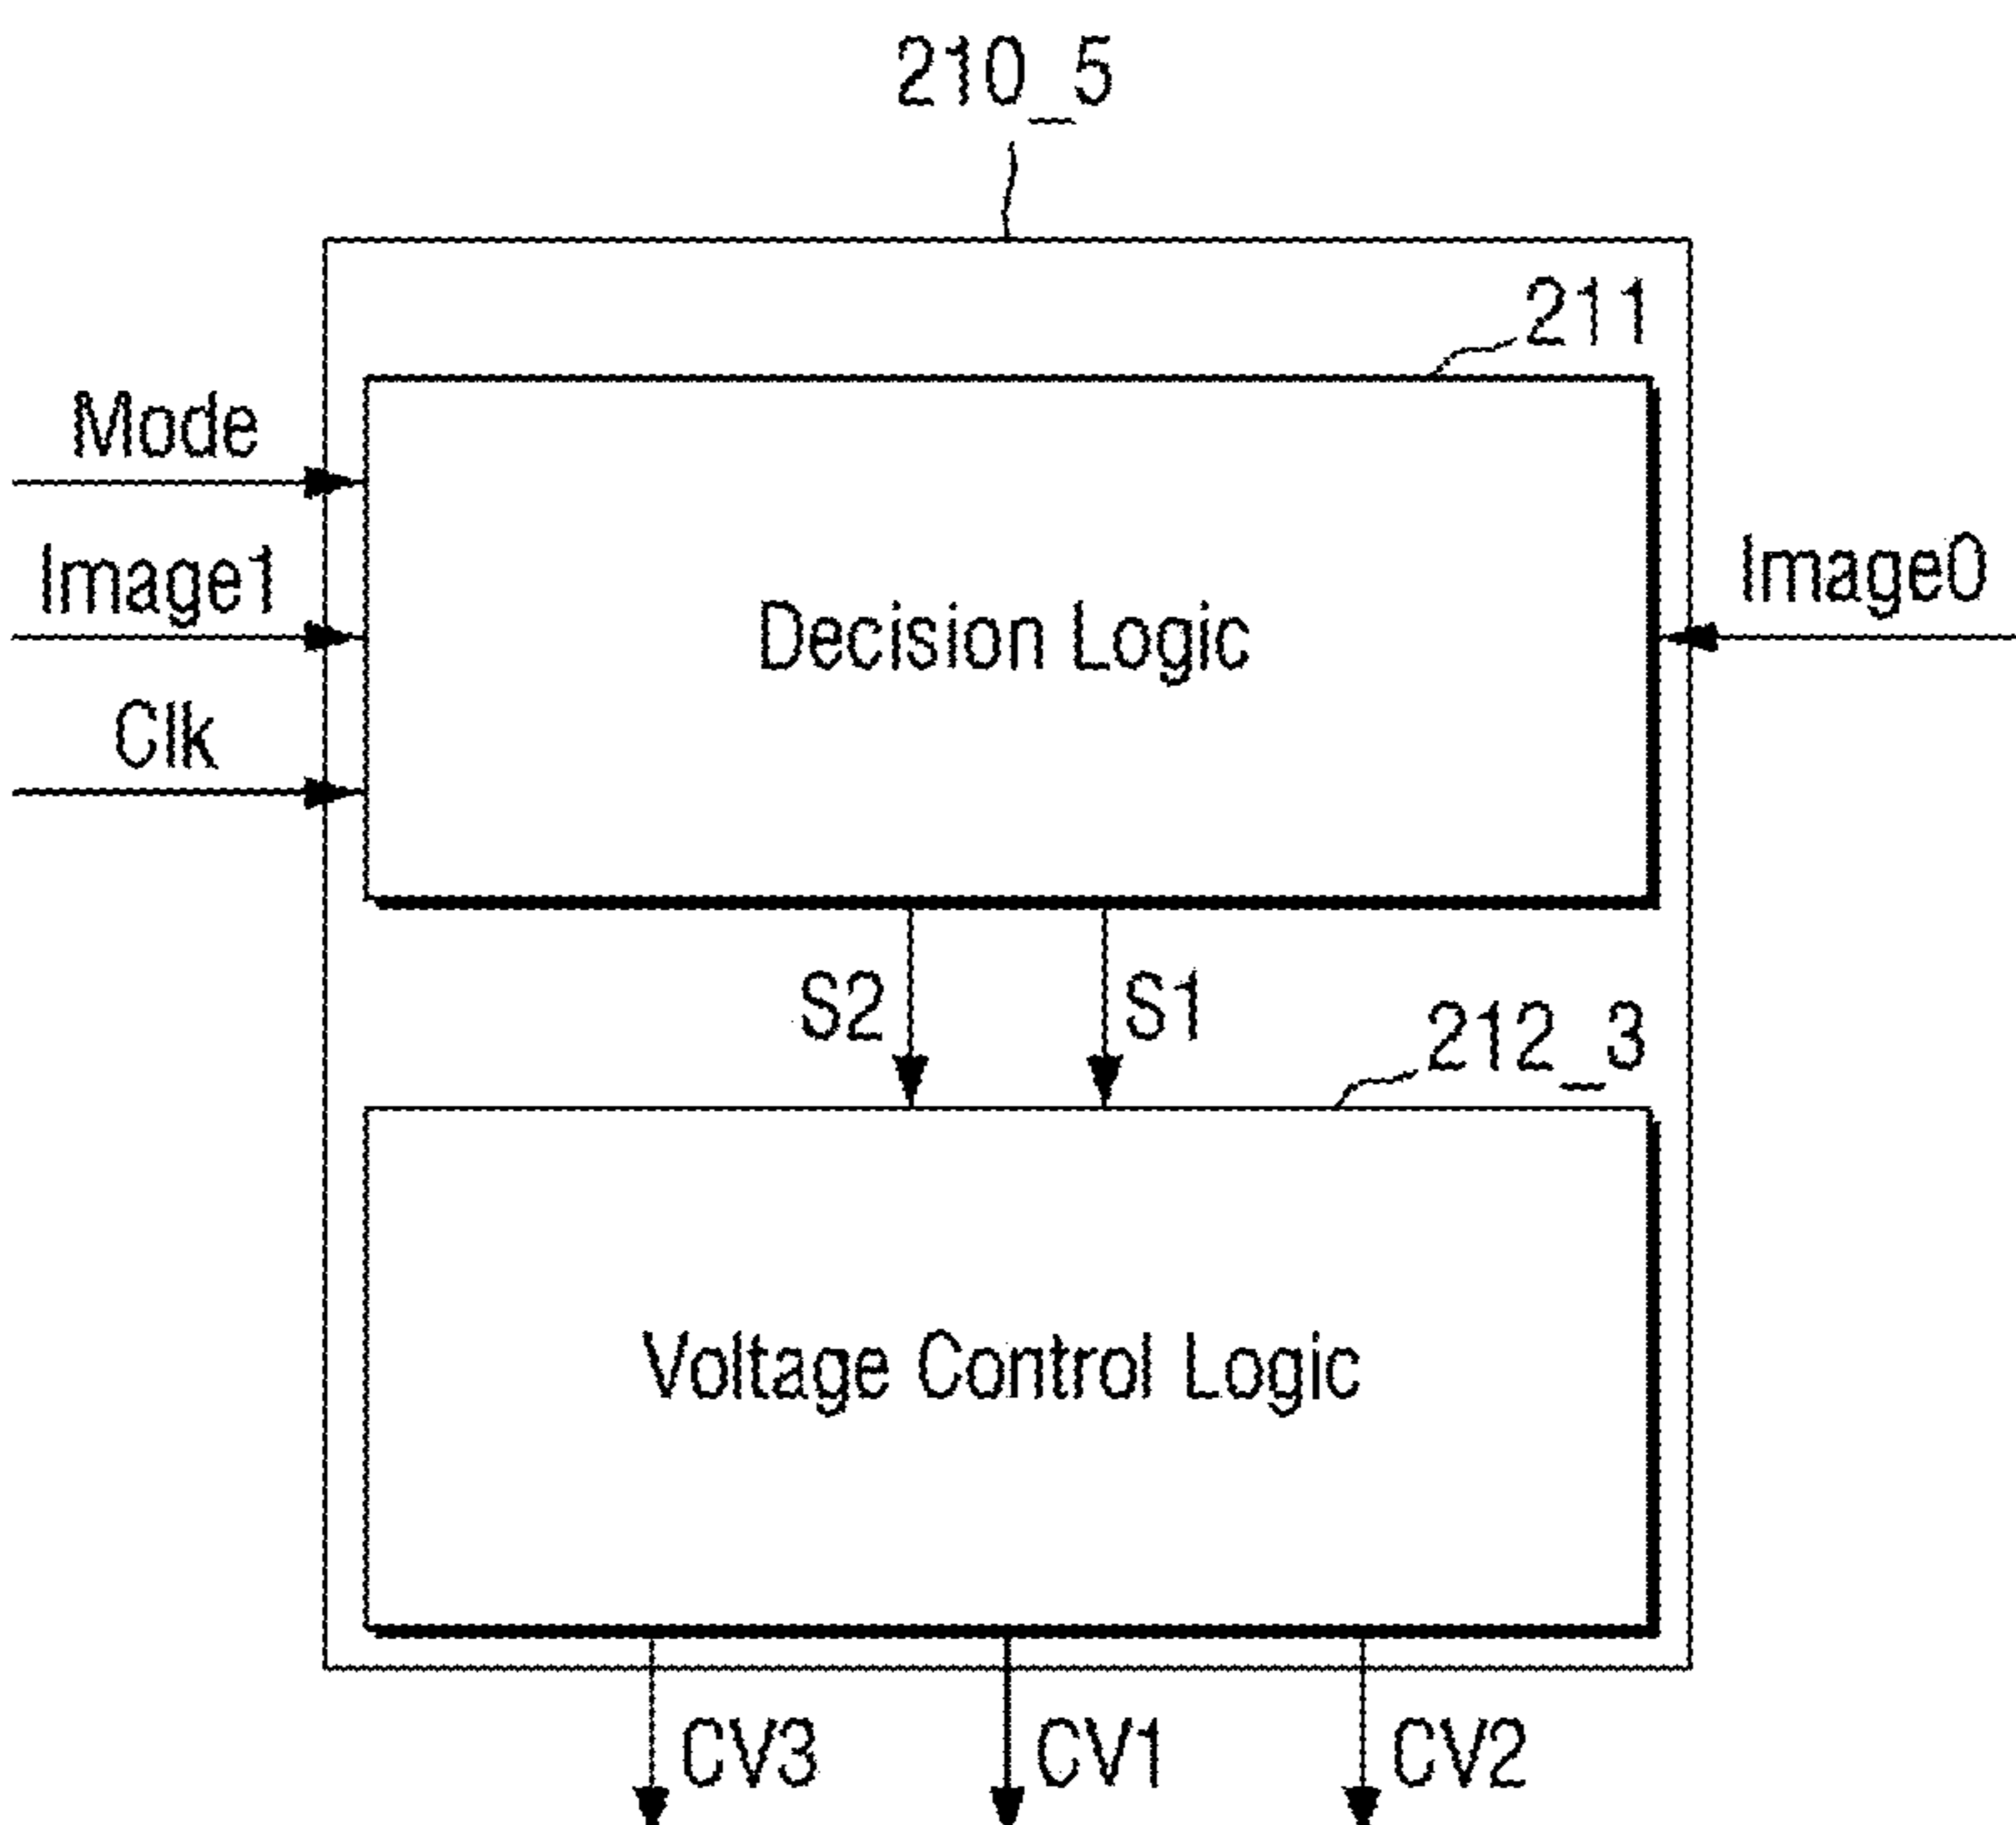 210_5
211
Mode
Image1
Image0
Decision Logic
Clk
S2
S1
212_3
Voltage Control Logic
CV3
CV1
CV2